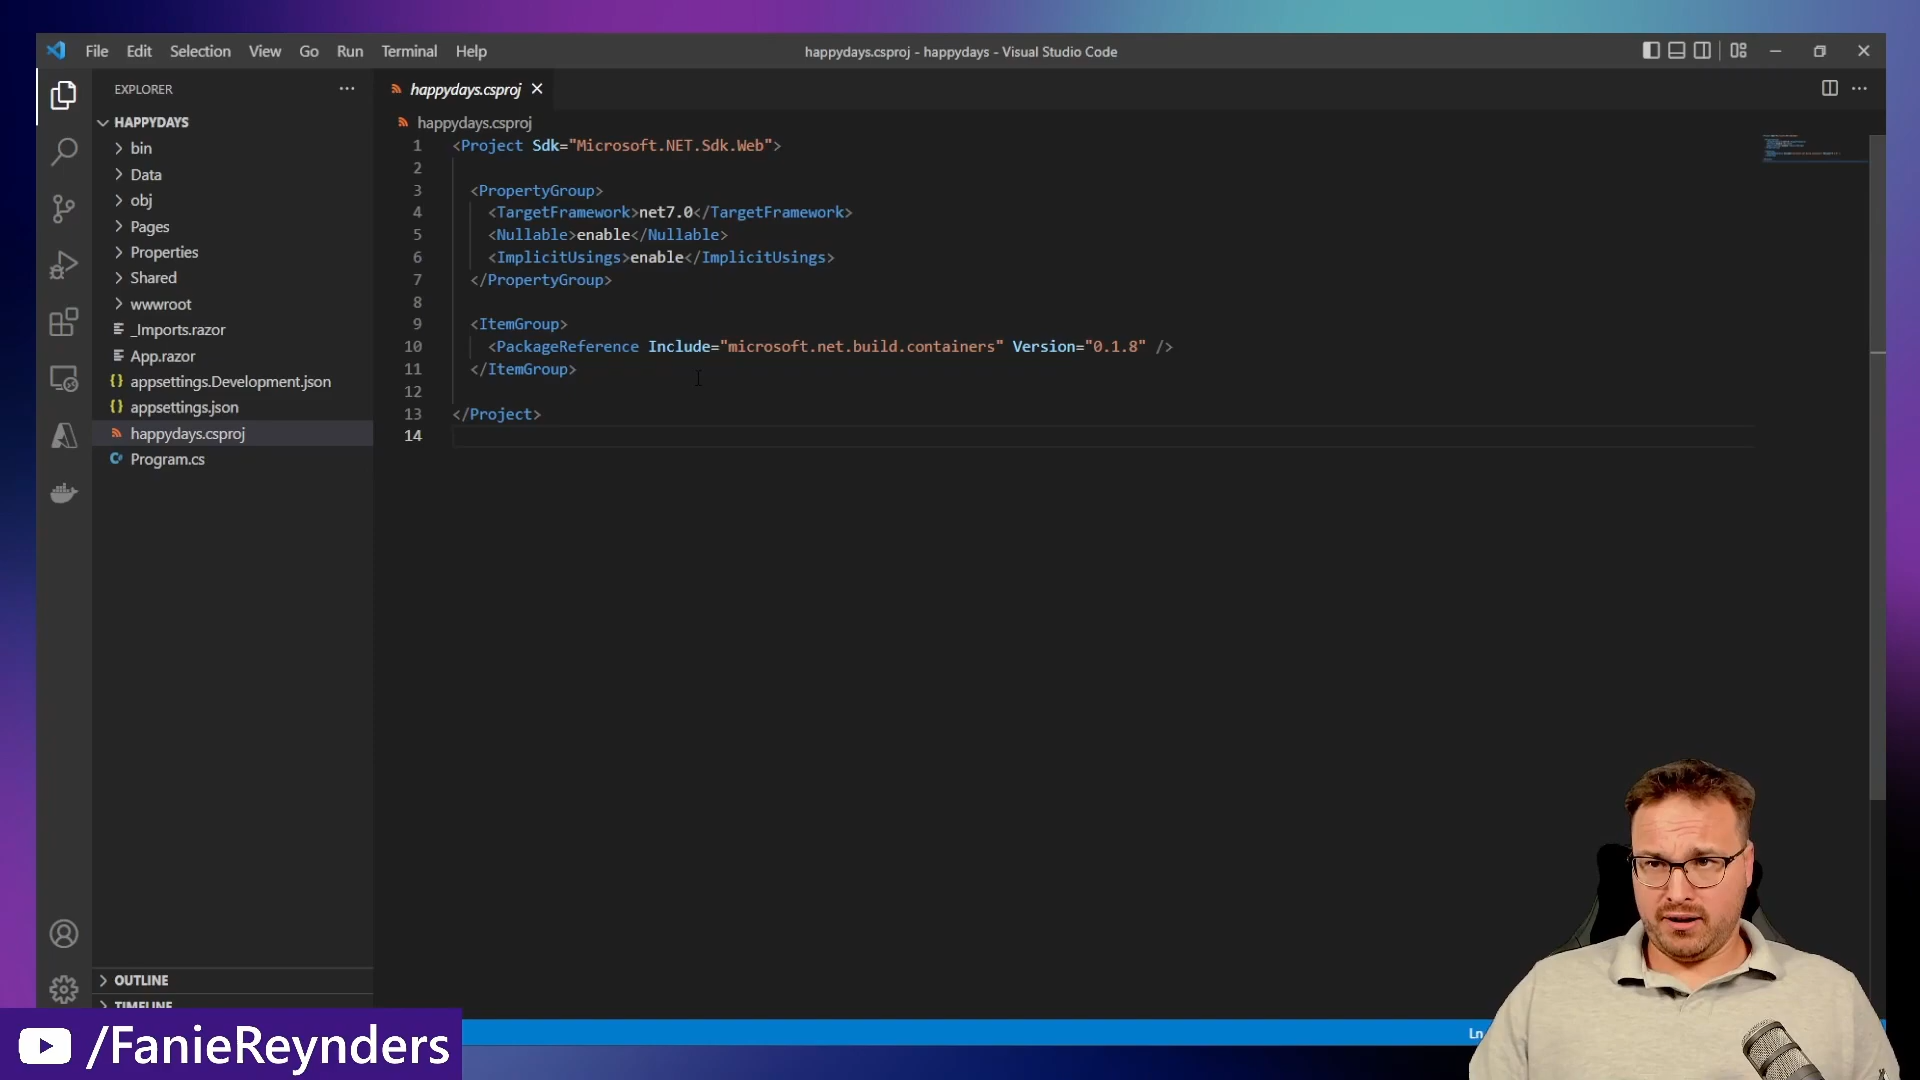 File Edit Selection View Go Run Terminal Help
happydays.csproj - happydays - Visual Studio Code
EXPLORER
HAPPYDAYS
bin
Data
obj
Pages
Properties
Shared
wwwroot
_Imports.razor
App.razor
{} appsettings.Development.json
{} appsettings.json
happydays.csproj
Program.cs
OUTLINE
TIMELINE
happydays.csproj
happydays.csproj
1 <Project Sdk="Microsoft.NET.Sdk.Web">
2
3 <PropertyGroup>
4 <TargetFramework>net7.0</TargetFramework>
5 <Nullable>enable</Nullable>
6 <ImplicitUsings>enable</ImplicitUsings>
7 </PropertyGroup>
8
9 <ItemGroup>
10 <PackageReference Include="microsoft.net.build.containers" Version="0.1.8" />
11 </ItemGroup>
12
13 </Project>
14
Ln
/FanieReynders